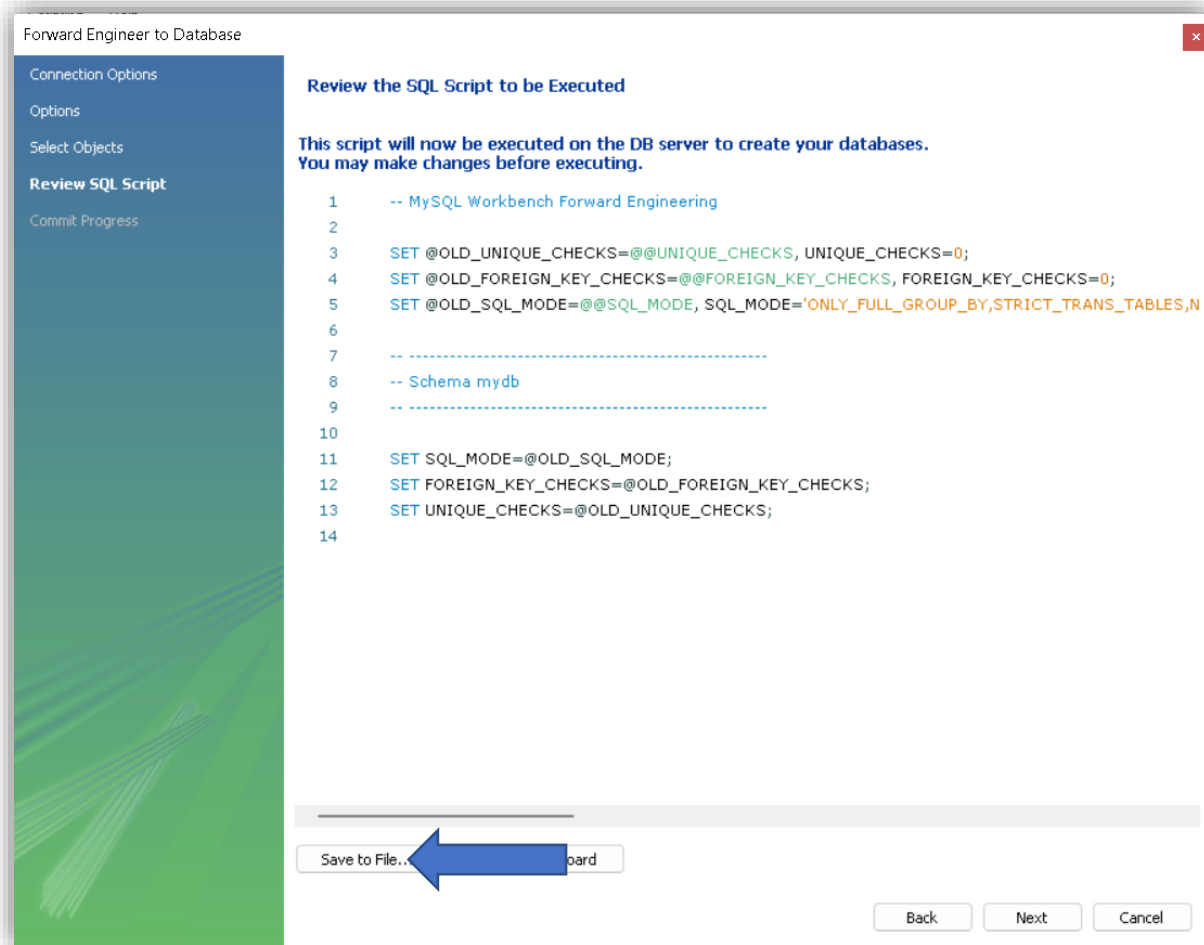 Forward Engineer to Database
Connection Options
Options
Select Objects
Review SQL Script
Commit Progress
Review the SQL Script to be Executed
This script will now be executed on the DB server to create your databases.
You may make changes before executing.
1 -- MySQL Workbench Forward Engineering
2
3 SET @OLD_UNIQUE_CHECKS=@@UNIQUE_CHECKS, UNIQUE_CHECKS=0;
4 SET @OLD_FOREIGN_KEY_CHECKS=@@FOREIGN_KEY_CHECKS, FOREIGN_KEY_CHECKS=0;
5 SET @OLD_SQL_MODE=@@SQL_MODE, SQL_MODE='ONLY_FULL_GROUP_BY,STRICT_TRANS_TABLES,N
6
7 -- -----------------------------------------------------
8 -- Schema mydb
9 -- -----------------------------------------------------
10
11 SET SQL_MODE=@OLD_SQL_MODE;
12 SET FOREIGN_KEY_CHECKS=@OLD_FOREIGN_KEY_CHECKS;
13 SET UNIQUE_CHECKS=@OLD_UNIQUE_CHECKS;
14
Save to File... oard
Back Next Cancel